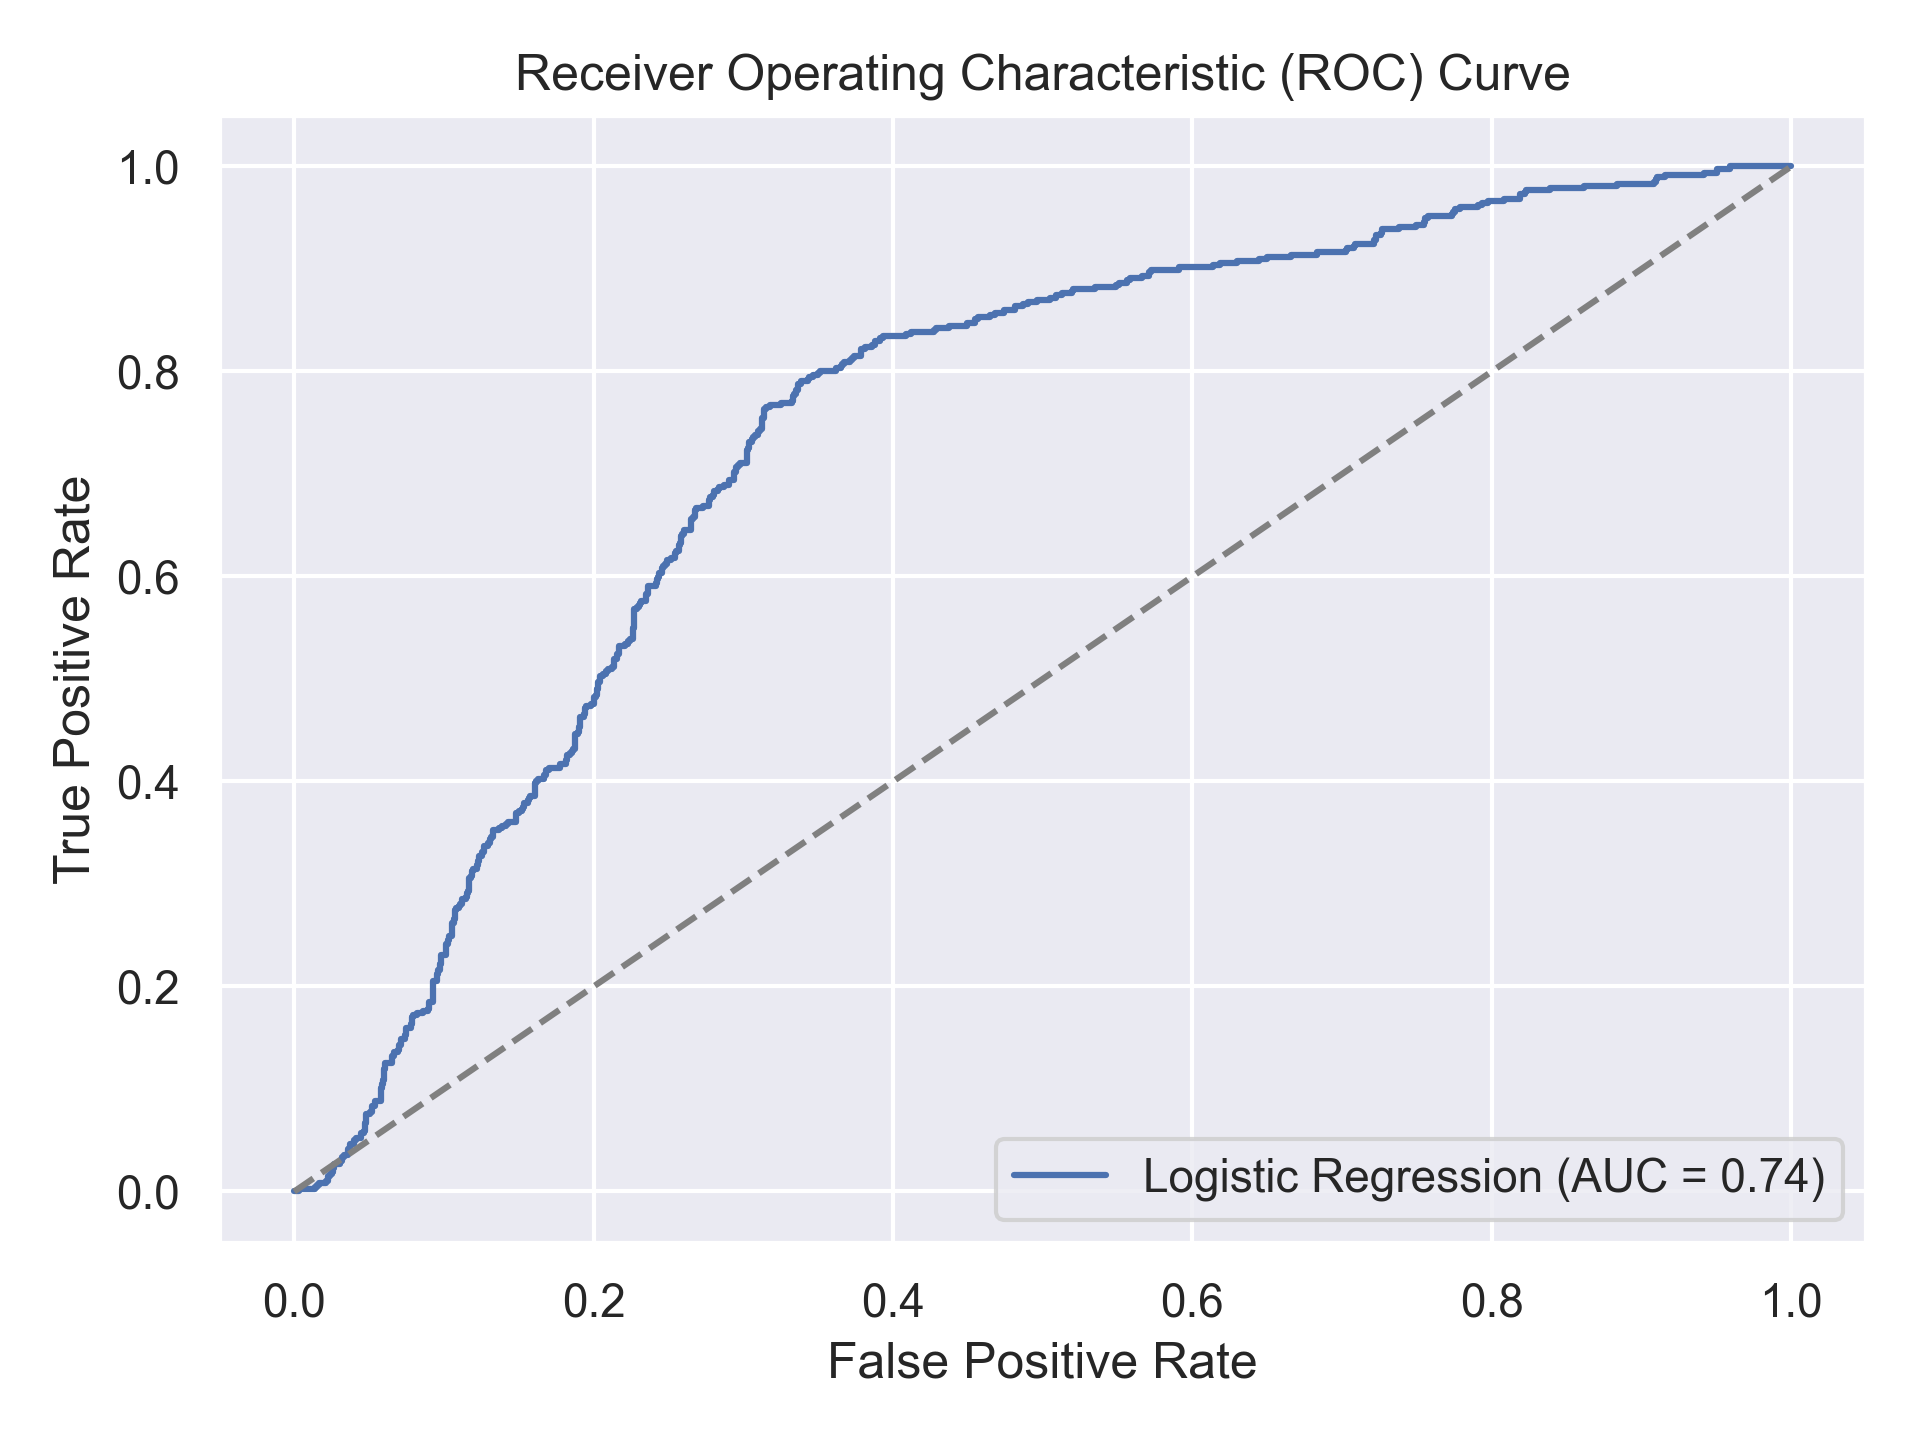 Receiver Operating Characteristic (ROC) Curve
True Positive Rate
1.0
0.8
0.6
0.4
0.2
0.0
Logistic Regression (AUC = 0.74)
0.0 0.2 0.4 0.6 0.8 1.0
False Positive Rate